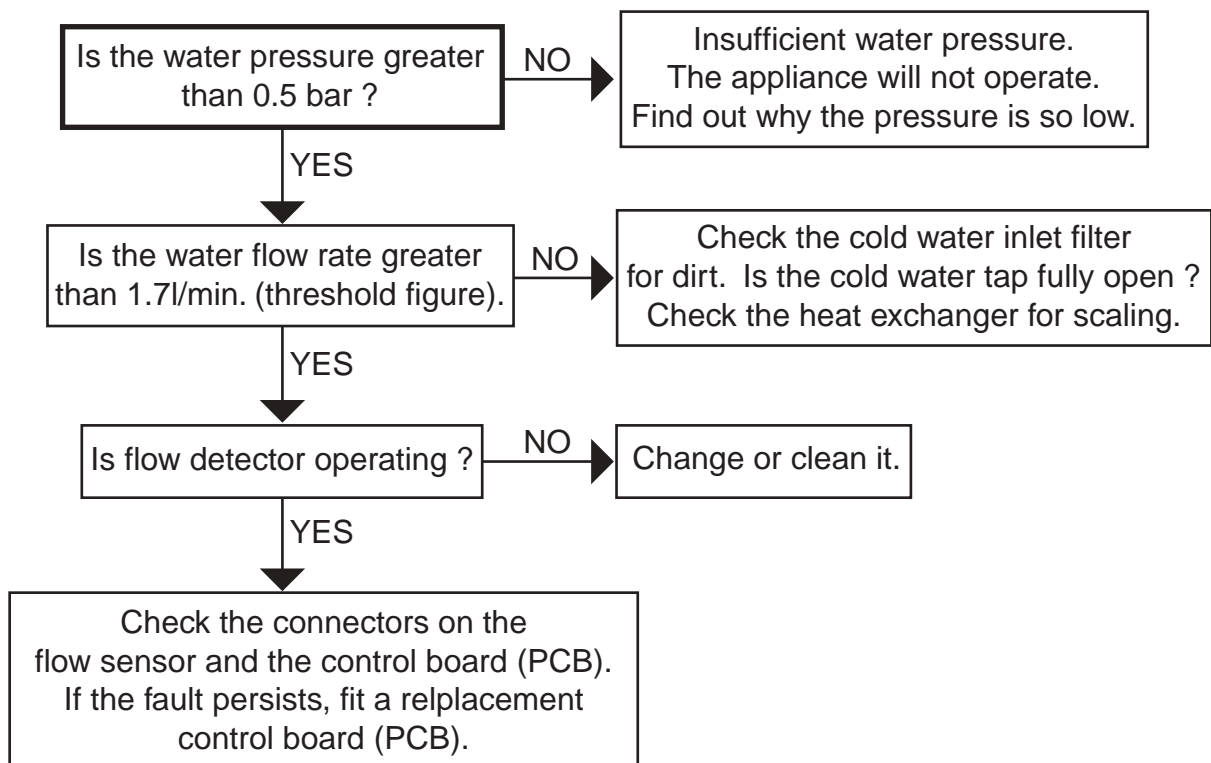 Is the water pressure greater
than 0.5 bar ?
NO
Insufficient water pressure.
The appliance will not operate.
Find out why the pressure is so low.
YES
Is the water flow rate greater
than 1.7l/min. (threshold figure).
NO
Check the cold water inlet filter
for dirt.  Is the cold water tap fully open ?
Check the heat exchanger for scaling.
YES
Is flow detector operating ?
NO
Change or clean it.
YES
Check the connectors on the
flow sensor and the control board (PCB).
If the fault persists, fit a relplacement
control board (PCB).